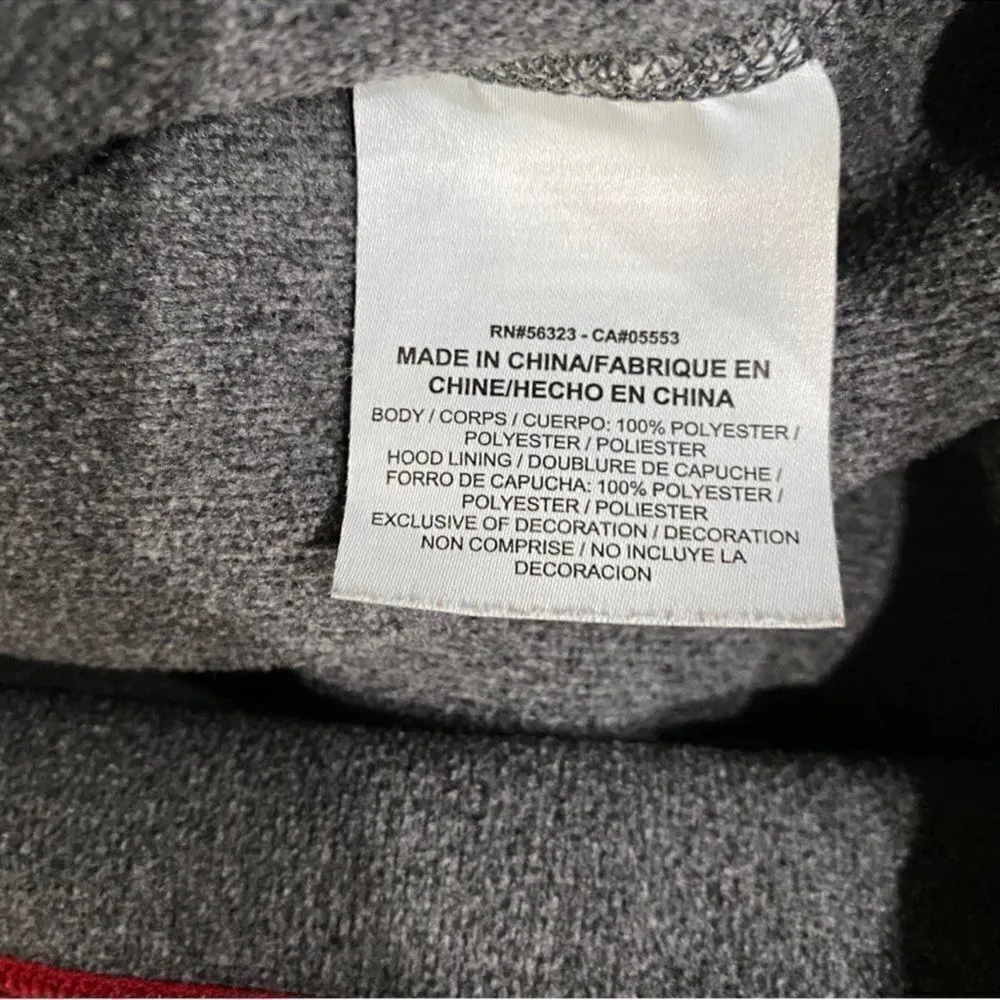 RN#56323 - CA#05553
MADE IN CHINA/FABRIQUE EN
CHINE/HECHO EN CHINA
BODY / CORPS / CUERPO: 100% POLYESTER /
POLYESTER / POLIESTER
HOOD LINING / DOUBLURE DE CAPUCHE /
FORRO DE CAPUCHA: 100% POLYESTER /
POLYESTER / POLIESTER
EXCLUSIVE OF DECORATION / DECORATION
NON COMPRISE / NO INCLUYE LA
DECORACION